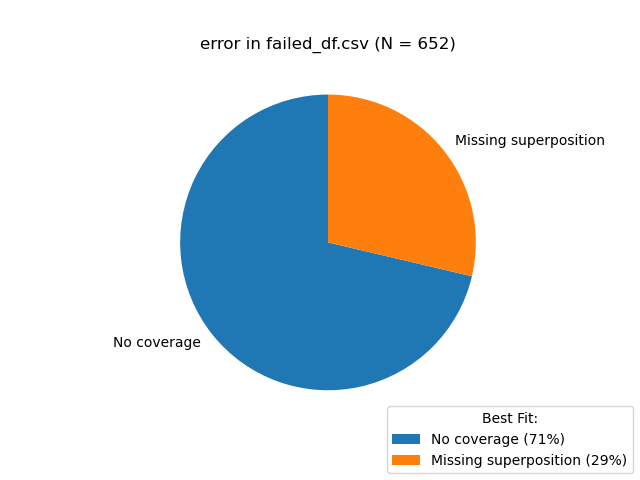 error in failed_df.csv (N = 652)
Missing superposition
No coverage
Best Fit:
No coverage (71%)
Missing superposition (29%)